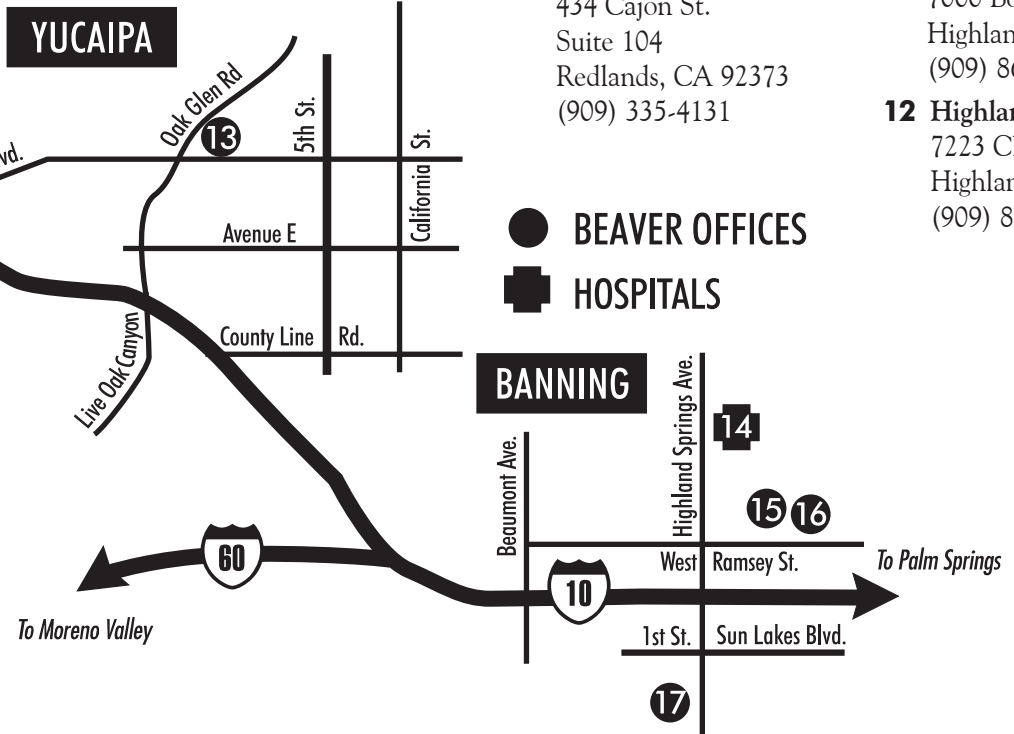 434 Cajon St.
Suite 104
Redlands, CA 92373
(909) 335-4131
12
7223
(909)
YUCAIPA
Oak Glen Rd
13
5th St.
California St.
Avenue E
County Line Rd.
Live Oak Canyon
BEAVER OFFICES
HOSPITALS
BANNING
Beaumont Ave.
Highland Springs Ave.
14
15 16
West Ramsey St.
To Palm Springs
60
10
To Moreno Valley
1st St. Sun Lakes Blvd.
17